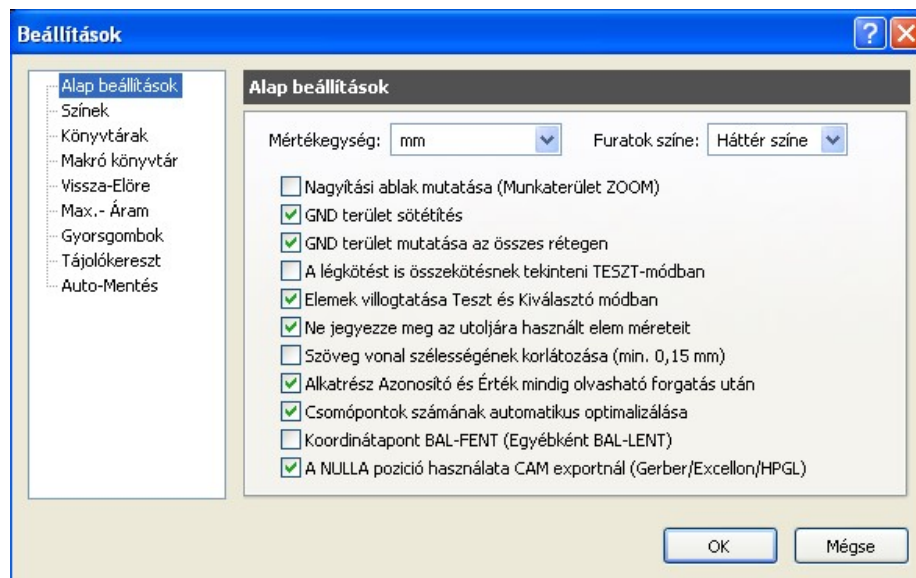 Beállítások
Alap beállítások
Színek
Könyvtárak
Makró könyvtár
Vissza-Elöre
Max.- Áram
Gyorsgombok
Tájolókereszt
Auto-Mentés
Alap beállítások
Mértékegység: mm Furatok színe: Háttér színe
Nagyítási ablak mutatása (Munkaterület ZOOM)
GND terület sötétítés
GND terület mutatása az összes rétegen
A légkötést is összekötésnek tekinteni TESZT-módban
Elemek villogtatása Teszt és Kiválasztó módban
Ne jegyezze meg az utoljára használt elem méreteit
Szöveg vonal szélességének korlátozása (min. 0,15 mm)
Alkatrész Azonosító és Érték mindig olvasható forgatás után
Csomópontok számának automatikus optimalizálása
Koordinátapont BAL-FENT (Egyébként BAL-LENT)
A NULLA pozició használata CAM exportnál (Gerber/Excellon/HPGL)
OK Mégse